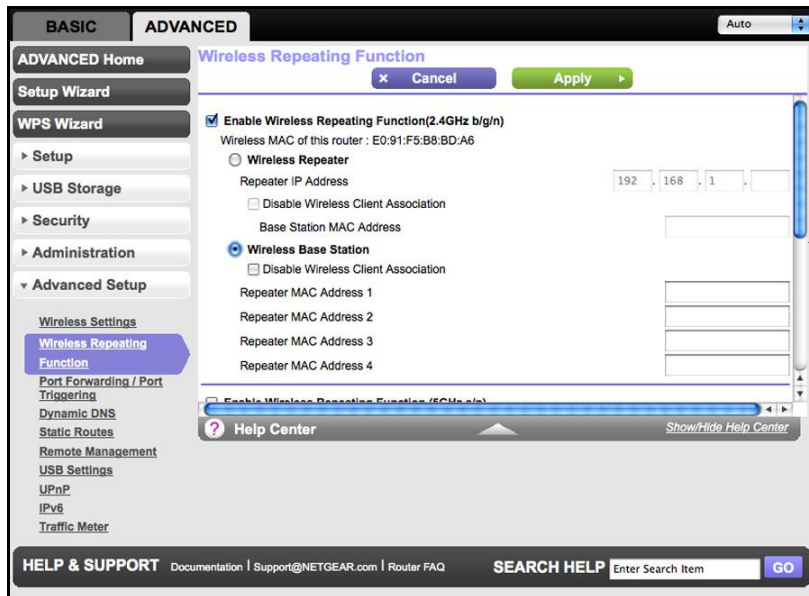 BASIC
ADVANCED
Auto
ADVANCED Home
Setup Wizard
WPS Wizard
Setup
USB Storage
Security
Administration
Advanced Setup
Wireless Settings
Wireless Repeating
Function
Port Forwarding / Port
Triggering
Dynamic DNS
Static Routes
Remote Management
USB Settings
UPnP
IPv6
Traffic Meter
Wireless Repeating Function
× Cancel
Apply
Enable Wireless Repeating Function(2.4GHz b/g/n)
Wireless MAC of this router : E0:91:F5:B8:BD:A6
Wireless Repeater
Repeater IP Address 192 . 168 . 1 .
Disable Wireless Client Association
Base Station MAC Address
Wireless Base Station
Disable Wireless Client Association
Repeater MAC Address 1
Repeater MAC Address 2
Repeater MAC Address 3
Repeater MAC Address 4
Enable Wireless Repeating Function (5GHz a/n)
? Help Center
Show/Hide Help Center
HELP & SUPPORT Documentation | Support@NETGEAR.com | Router FAQ
SEARCH HELP Enter Search Item GO